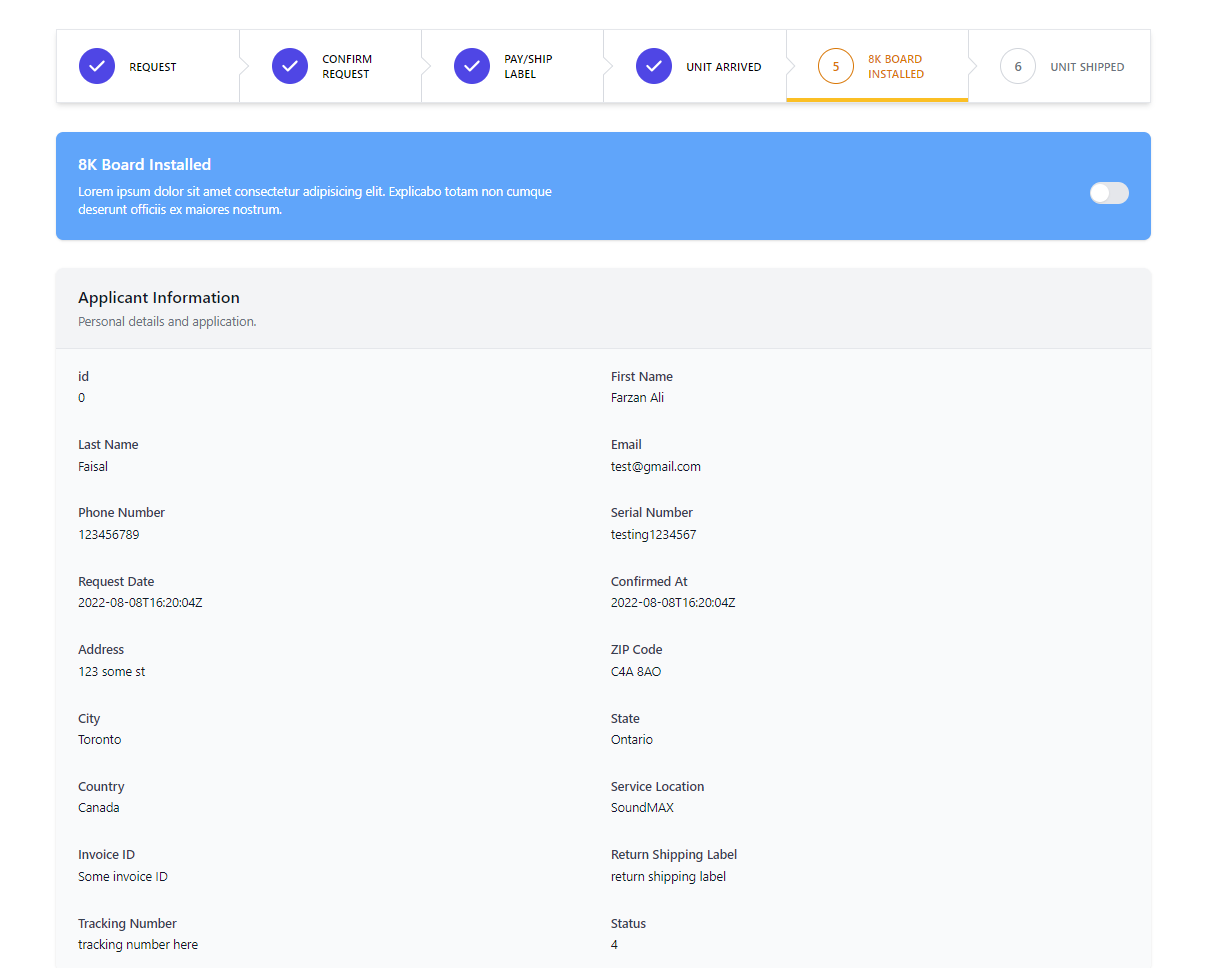 REQUEST
CONFIRM
REQUEST
PAY/SHIP
LABEL
UNIT ARRIVED
5
8K BOARD
INSTALLED
6
UNIT SHIPPED
8K Board Installed
Lorem ipsum dolor sit amet consectetur adipisicing elit. Explicabo totam non cumque
deserunt officiis ex maiores nostrum.
Applicant Information
Personal details and application.
id
0
First Name
Farzan Ali
Last Name
Faisal
Email
test@gmail.com
Phone Number
123456789
Serial Number
testing1234567
Request Date
2022-08-08T16:20:04Z
Confirmed At
2022-08-08T16:20:04Z
Address
123 some st
ZIP Code
C4A 8AO
City
Toronto
State
Ontario
Country
Canada
Service Location
SoundMAX
Invoice ID
Some invoice ID
Return Shipping Label
return shipping label
Tracking Number
tracking number here
Status
4